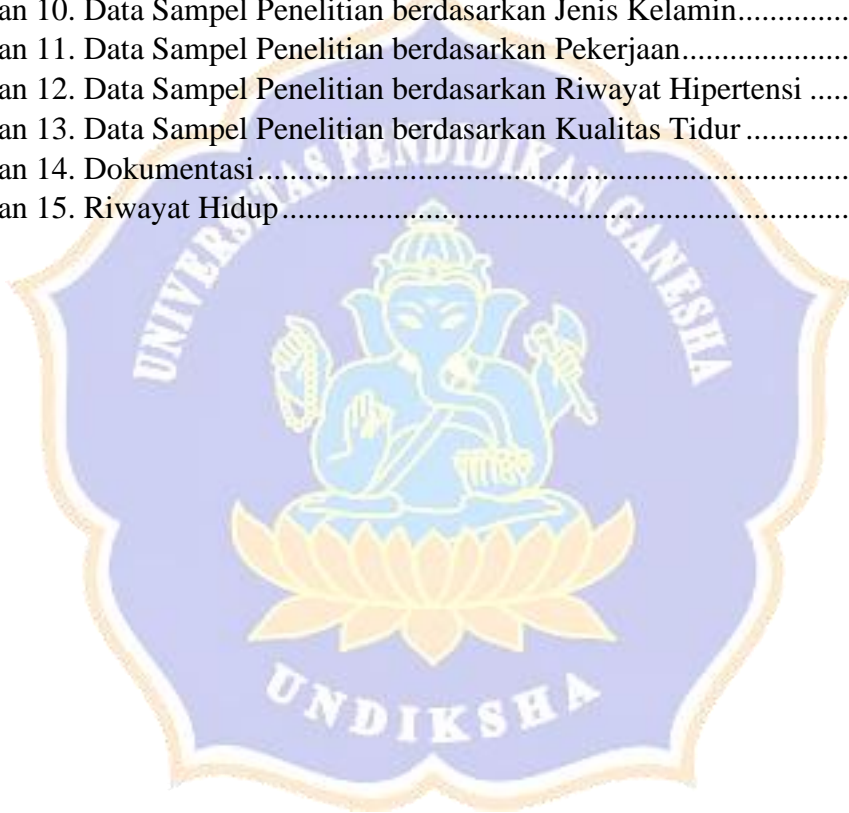 an 10. Data Sampel Penelitian berdasarkan Jenis Kelamin..............
an 11. Data Sampel Penelitian berdasarkan Pekerjaan.....................
an 12. Data Sampel Penelitian berdasarkan Riwayat Hipertensi .....
an 13. Data Sampel Penelitian berdasarkan Kualitas Tidur .............
an 14. Dokumentasi.........................................................................
an 15. Riwayat Hidup.....................................................................
UNIVERSITAS PENDIDIKAN GANESHA
UNDIKSHA